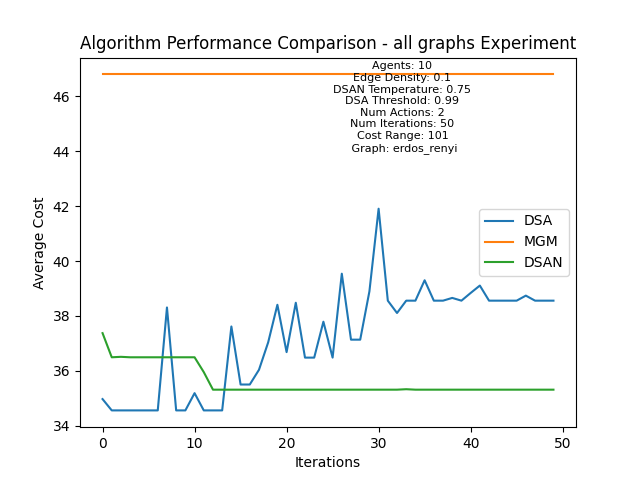 Algorithm Performance Comparison - all graphs Experiment
Agents: 10
Edge Density: 0.1
DSAN Temperature: 0.75
DSA Threshold: 0.99
Num Actions: 2
Num Iterations: 50
Cost Range: 101
Graph: erdos_renyi
46
44
42
40
38
36
34
Average Cost
DSA
MGM
DSAN
0
10
20
30
40
50
Iterations